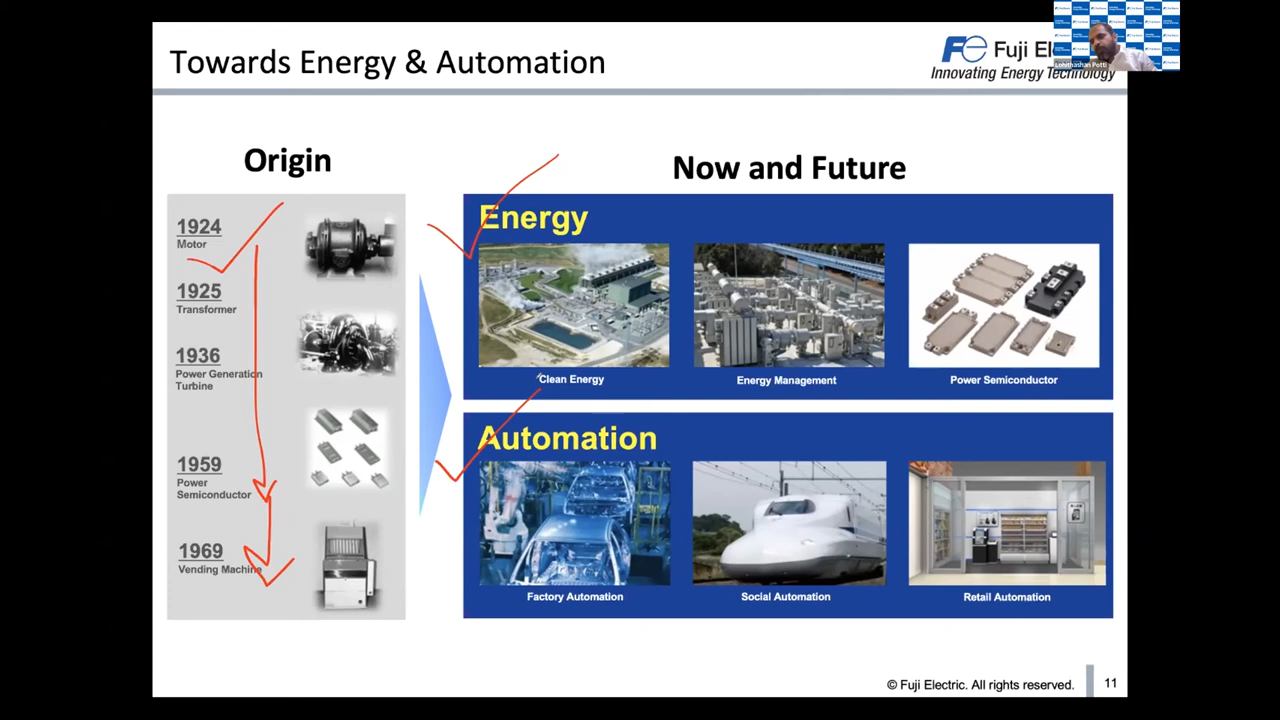 Towards Energy & Automation
Fuji El
Innovating Energy Technology
Lohithashan Potti
Origin
Now and Future
1924
Motor
1925
Transformer
1936
Power Generation
Turbine
1959
Power
Semiconductor
1969
Vending Machine
Energy
Clean Energy
Energy Management
Power Semiconductor
Automation
Factory Automation
Social Automation
Retail Automation
© Fuji Electric. All rights reserved.
11